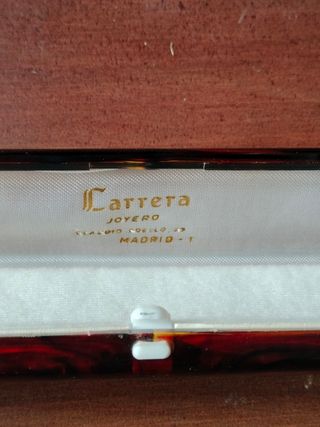 Carrera
JOYERO
CLAUDIO COELLO, 
MADRID - 1